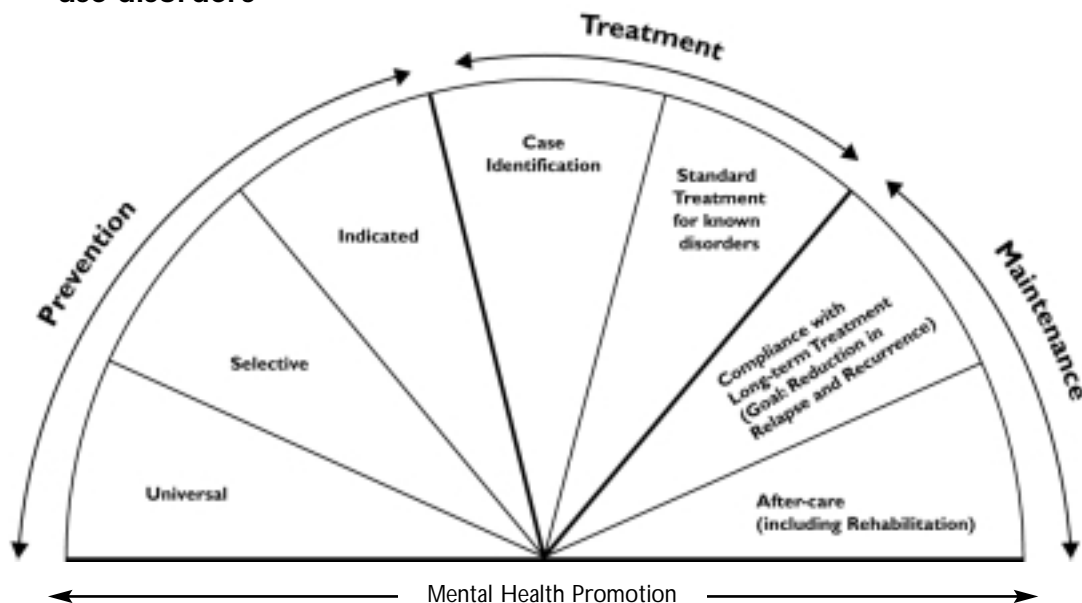 use disorders
Treatment
Prevention
Maintenance
Case
Identification
Standard
Treatment
for known
disorders
Indicated
Selective
Universal
Compliance with
Long-term Treatment
(Goal: Reduction in
Relapse and Recurrence)
After-care
(including Rehabilitation)
Mental Health Promotion